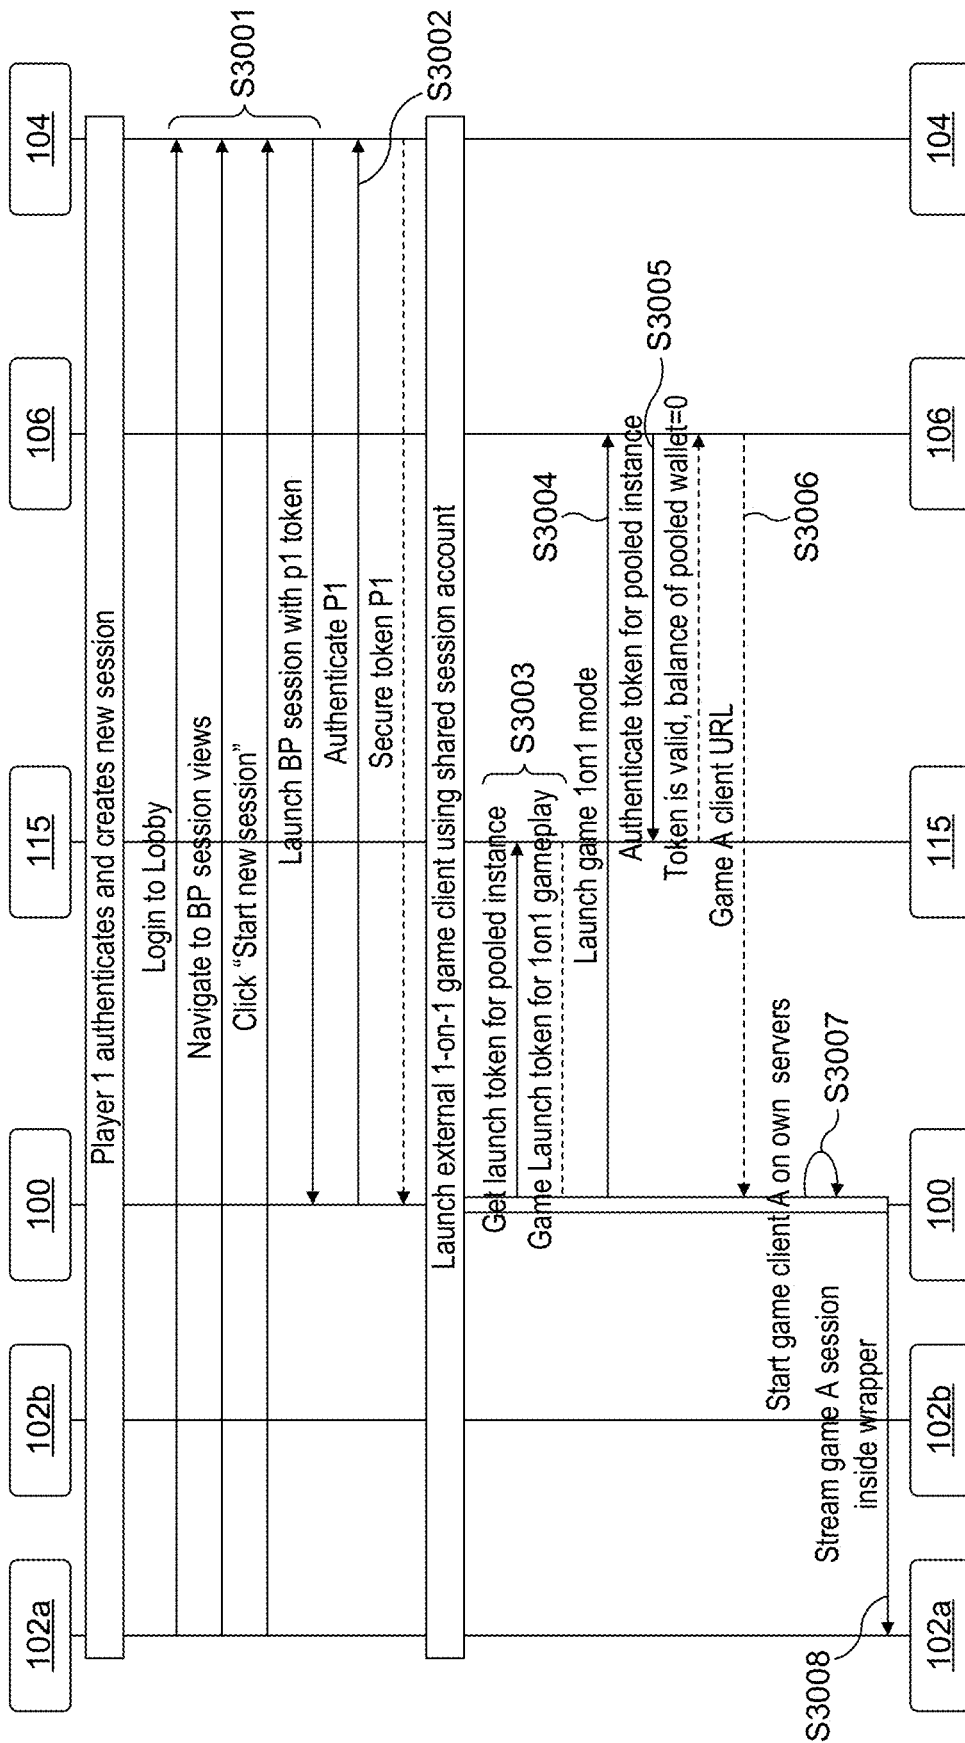 102a
102b
100
115
106
104
Player 1 authenticates and creates new session
Login to Lobby
Navigate to BP session views
Click “Start new session”
S3001
Launch BP session with p1 token
Authenticate P1
S3002
Secure token P1
Launch external 1-on-1 game client using shared session account
Get launch token for pooled instance
Game Launch token for 1on1 gameplay
S3003
Launch game 1on1 mode
S3004
Authenticate token for pooled instance
S3005
Token is valid, balance of pooled wallet=0
Game A client URL
S3006
Start game client A on own servers
S3007
Stream game A session
inside wrapper
S3008
102a
102b
100
115
106
104